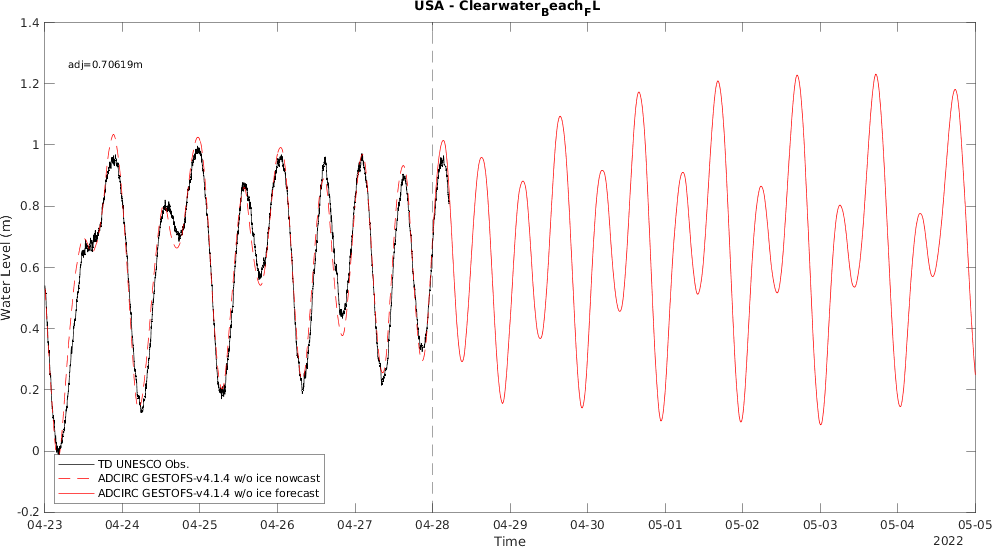 USA - Clearwater_Beach_FL
adj=0.70619m
1.4
1.2
1
0.8
0.6
0.4
0.2
0
-0.2
Water Level (m)
TD UNESCO Obs.
ADCIRC GESTOFS-v4.1.4 w/o ice nowcast
ADCIRC GESTOFS-v4.1.4 w/o ice forecast
04-23 04-24 04-25 04-26 04-27 04-28 04-29 04-30 05-01 05-02 05-03 05-04 05-05
Time
2022